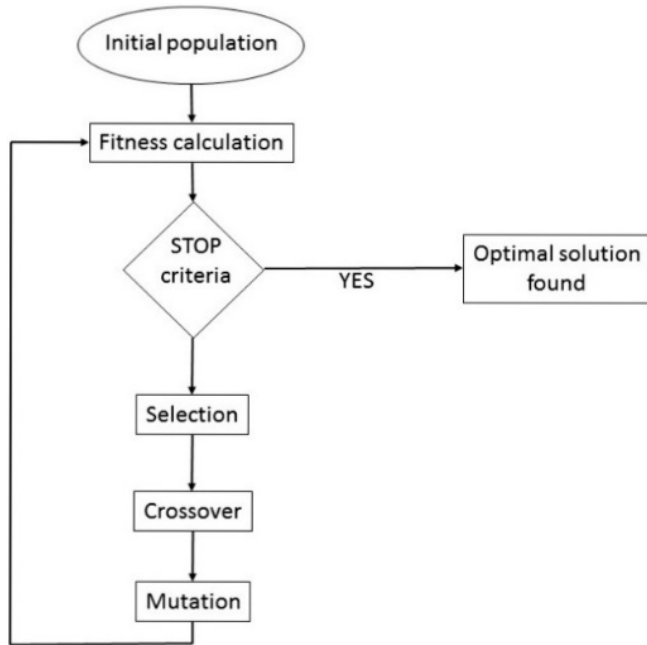 Initial population
Fitness calculation
STOP
criteria
YES
Optimal solution
found
Selection
Crossover
Mutation